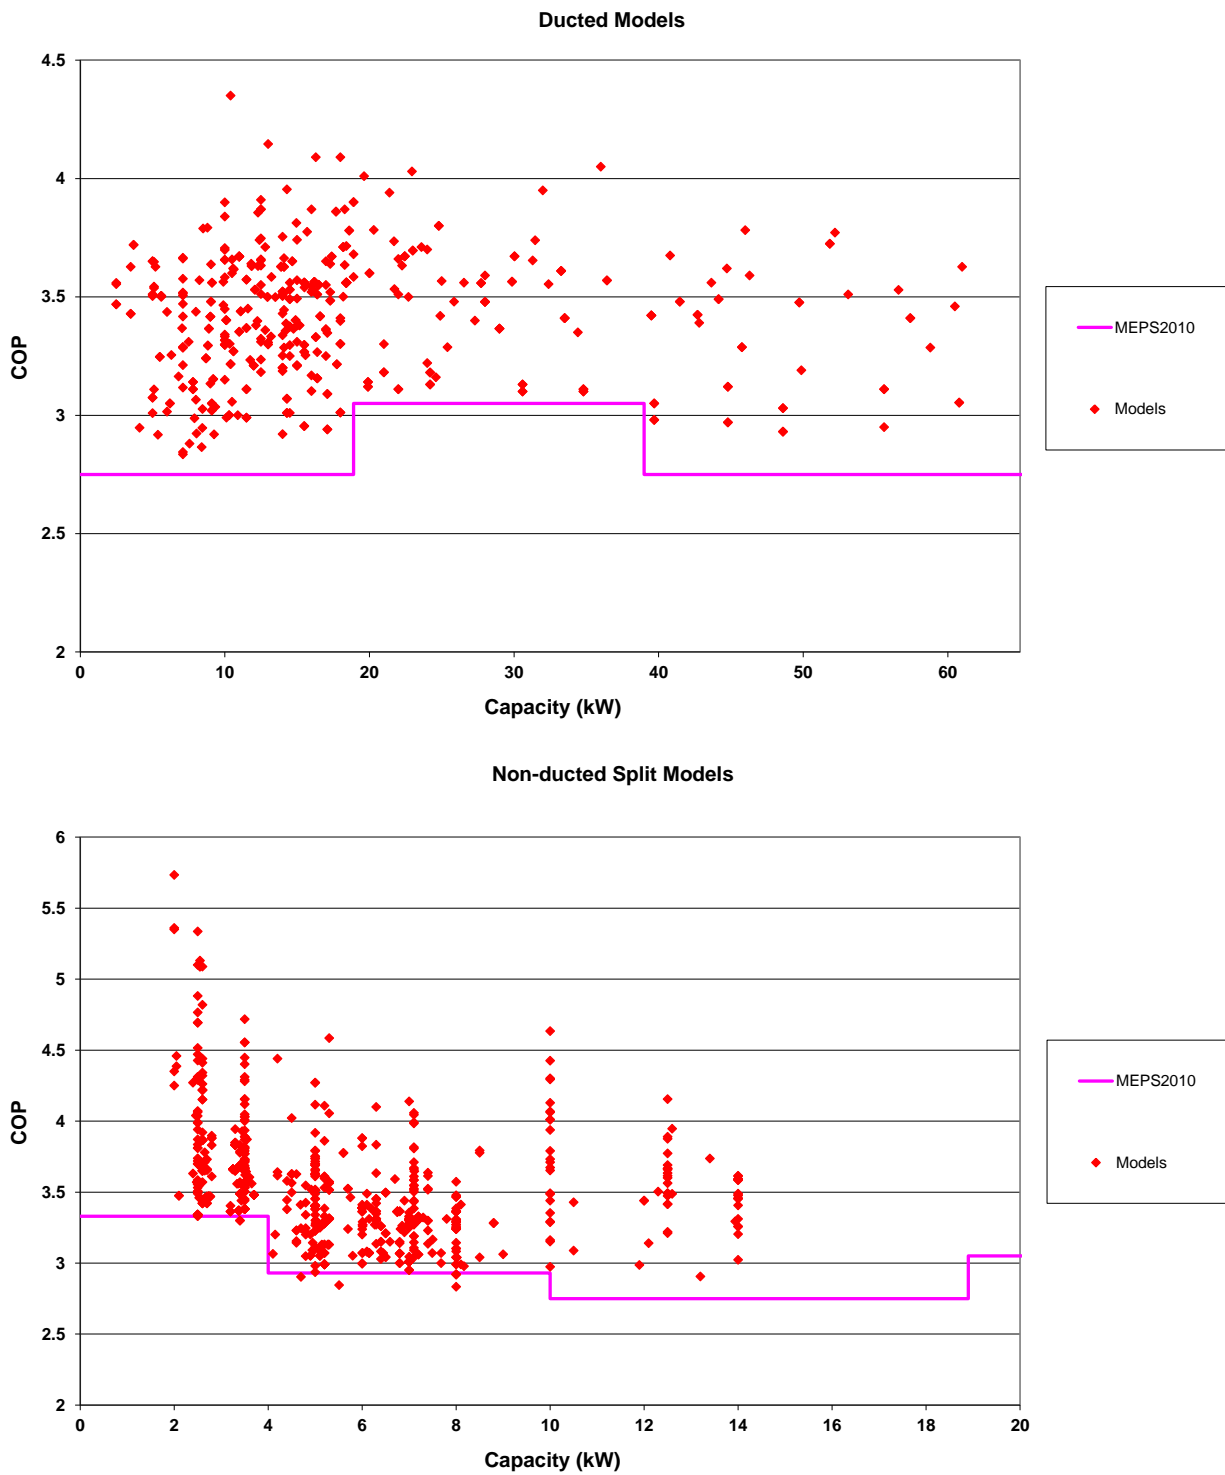 Ducted Models
4.5
4
3.5
3
2.5
2
0 10 20 30 40 50 60
COP
Capacity (kW)
MEPS2010
Models
Non-ducted Split Models
6
5.5
5
4.5
4
3.5
3
2.5
2
0 2 4 6 8 10 12 14 16 18 20
COP
Capacity (kW)
MEPS2010
Models